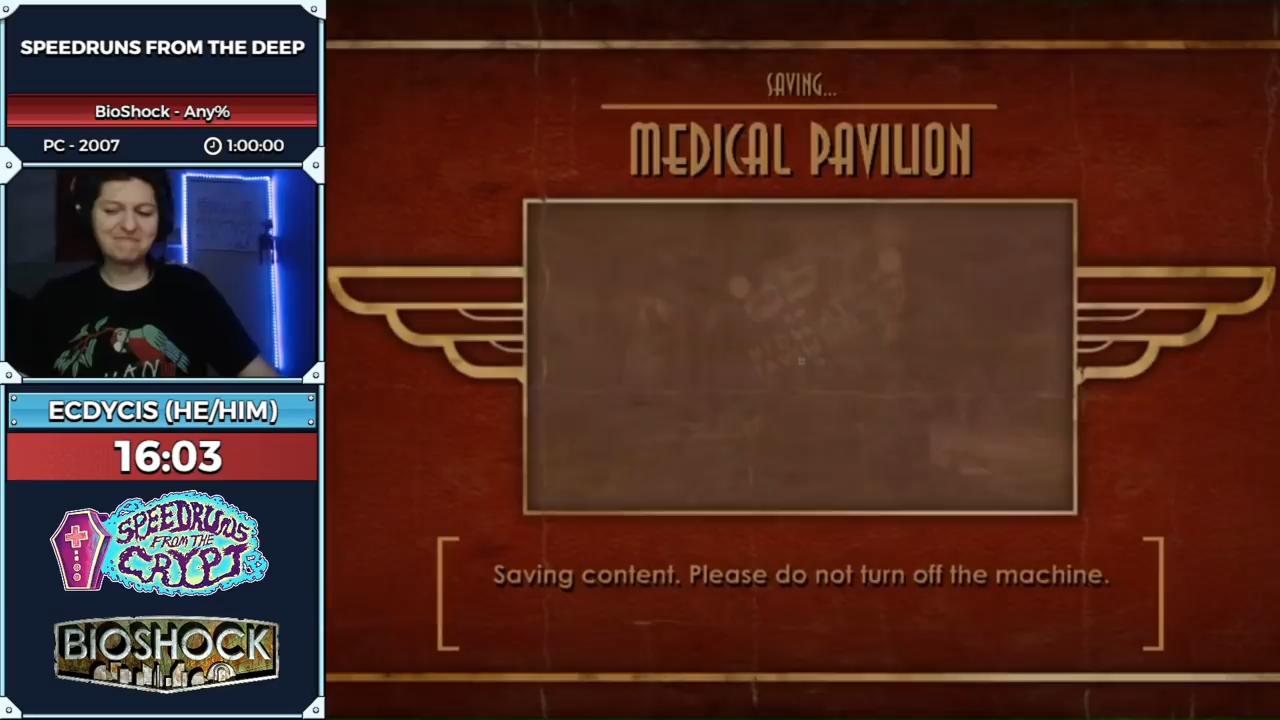 SPEEDRUNS FROM THE DEEP
BioShock - Any%
PC - 2007
1:00:00
ECDYCIS (HE/HIM)
16:03
SPEEDRUNS
FROM THE
CRYPT
BIOSHOCK
SAVING...
MEDICAL PAVILION
Saving content. Please do not turn off the machine.